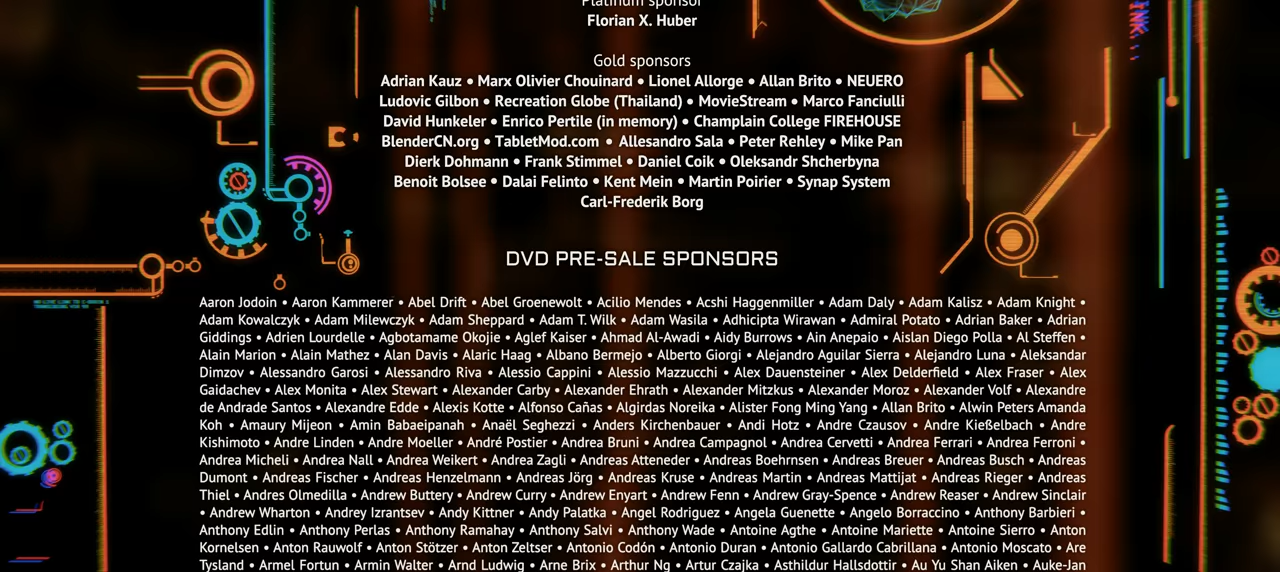 Platinum sponsor
Florian X. Huber
Gold sponsors
Adrian Kauz • Marx Olivier Chouinard • Lionel Allorge • Allan Brito • NEUERO
Ludovic Gilbon • Recreation Globe (Thailand) • MovieStream • Marco Fanciulli
David Hunkeler • Enrico Pertile (in memory) • Champlain College FIREHOUSE
BlenderCN.org • TabletMod.com • Allesandro Sala • Peter Rehley • Mike Pan
Dierk Dohmann • Frank Stimmel • Daniel Coik • Oleksandr Shcherbyna
Benoit Bolsee • Dalai Felinto • Kent Mein • Martin Poirier • Synap System
Carl-Frederik Borg
DVD PRE-SALE SPONSORS
Aaron Jodoin • Aaron Kammerer • Abel Drift • Abel Groenewolt • Acilio Mendes • Acshi Haggenmiller • Adam Daly • Adam Kalisz • Adam Knight •
Adam Kowalczyk • Adam Milewczyk • Adam Sheppard • Adam T. Wilk • Adam Wasila • Adhicipta Wirawan • Admiral Potato • Adrian Baker • Adrian
Giddings • Adrien Lourdelle • Agbotamame Okojie • Aglef Kaiser • Ahmad Al-Awadi • Aidy Burrows • Ain Anepaio • Aislan Diego Polla • Al Steffen •
Alain Marion • Alain Mathez • Alan Davis • Alaric Haag • Albano Bermejo • Alberto Giorgi • Alejandro Aguilar Sierra • Alejandro Luna • Aleksandar
Dimzov • Alessandro Garosi • Alessandro Riva • Alessio Cappini • Alessio Mazzucchi • Alex Dauensteiner • Alex Delderfield • Alex Fraser • Alex
Gaidachev • Alex Monita • Alex Stewart • Alexander Carby • Alexander Ehrath • Alexander Mitzkus • Alexander Moroz • Alexander Volf • Alexandre
de Andrade Santos • Alexandre Edde • Alexis Kotte • Alfonso Cañas • Algirdas Noreika • Alister Fong Ming Yang • Allan Brito • Alwin Peters Amanda
Koh • Amaury Mijeon • Amin Babaeipanah • Anaël Seghezzi • Anders Kirchenbauer • Andi Hotz • Andre Czausov • Andre Kießelbach • Andre
Kishimoto • Andre Linden • Andre Moeller • André Postier • Andrea Bruni • Andrea Campagnol • Andrea Cervetti • Andrea Ferrari • Andrea Ferroni •
Andrea Micheli • Andrea Nall • Andrea Weikert • Andrea Zagli • Andreas Atteneder • Andreas Boehrnsen • Andreas Breuer • Andreas Busch • Andreas
Dumont • Andreas Fischer • Andreas Henzelmann • Andreas Jörg • Andreas Kruse • Andreas Martin • Andreas Mattijat • Andreas Rieger • Andreas
Thiel • Andres Olmedilla • Andrew Buttery • Andrew Curry • Andrew Enyart • Andrew Fenn • Andrew Gray-Spence • Andrew Reaser • Andrew Sinclair
• Andrew Wharton • Andrey Izrantsev • Andy Kittner • Andy Palatka • Angel Rodriguez • Angela Guenette • Angelo Borraccino • Anthony Barbieri •
Anthony Edlin • Anthony Perlas • Anthony Ramahay • Anthony Salvi • Anthony Wade • Antoine Agthe • Antoine Mariette • Antoine Sierro • Anton
Kornelsen • Anton Rauwolf • Anton Stötzer • Anton Zeltser • Antonio Codón • Antonio Duran • Antonio Gallardo Cabrillana • Antonio Moscato • Are
Tysland • Armel Fortun • Armin Walter • Arnd Ludwig • Arne Brix • Arthur Ng • Artur Czajka • Asthildur Hallsdottir • Au Yu Shan Aiken • Auke-Jan